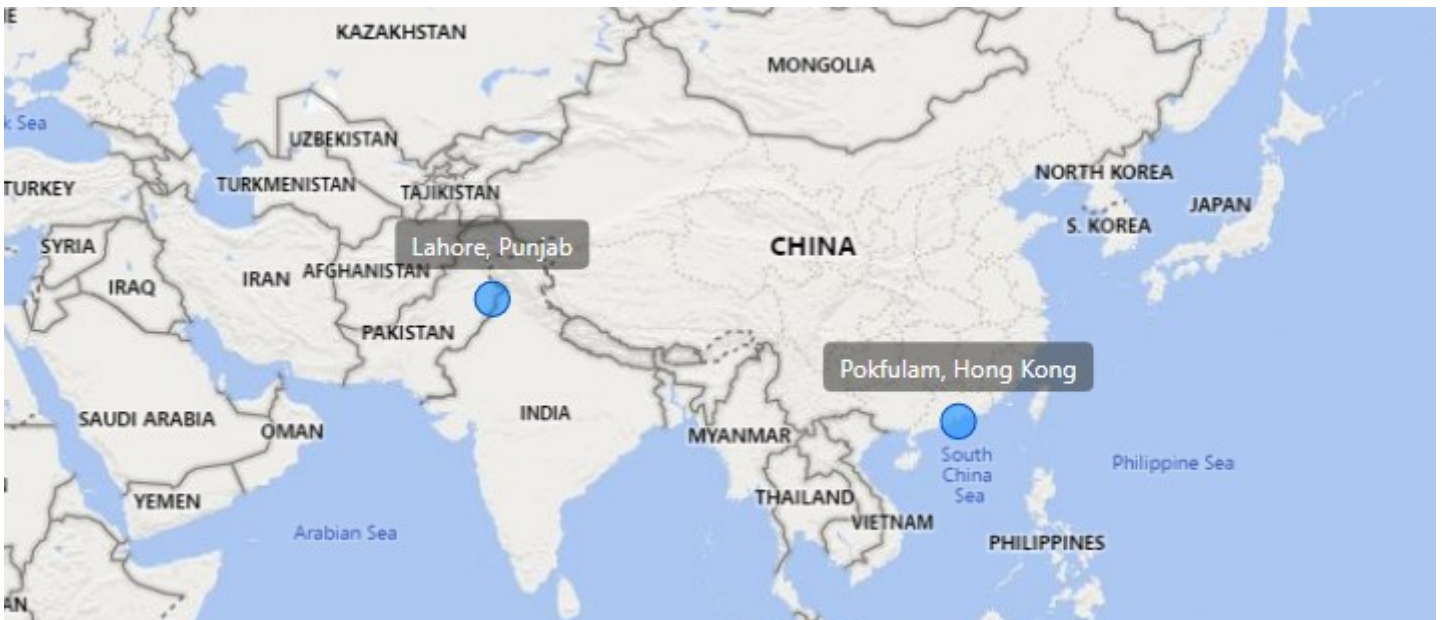 KAZAKHSTAN
MONGOLIA
UZBEKISTAN
Sea
NORTH KOREA
TURKEY
TURKMENISTAN
TAJIKISTAN
JAPAN
S. KOREA
SYRIA
Lahore, Punjab
CHINA
IRAQ
IRAN
AFGHANISTAN
PAKISTAN
Pokfulam, Hong Kong
SAUDI ARABIA
OMAN
INDIA
MYANMAR
South
China
Sea
Philippine Sea
YEMEN
THAILAND
VIETNAM
Arabian Sea
PHILIPPINES